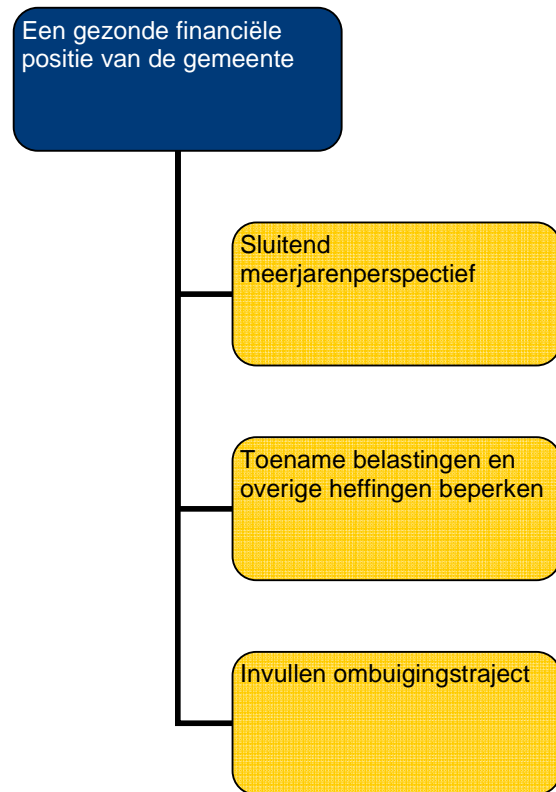 Een gezonde financiële
positie van de gemeente
Sluitend
meerjarenperspectief
Toename belastingen en
overige heffingen beperken
Invullen ombuigingstraject